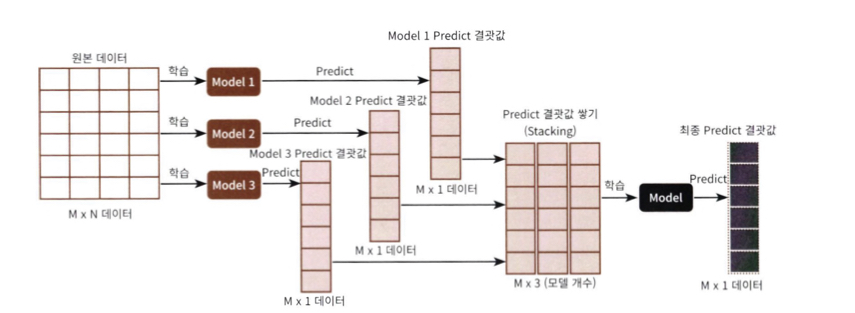 원본 데이터
학습
Model 1
Predict
Model 1 Predict 결괏값
학습
Model 2
Predict
Model 2 Predict 결괏값
학습
Model 3
Predict
Model 3 Predict 결괏값
M x N 데이터
M x 1 데이터
M x 1 데이터
M x 1 데이터
Predict 결괏값 쌓기
(Stacking)
M x 3 (모델 개수)
학습
Model
Predict
최종 Predict 결괏값
M x 1 데이터